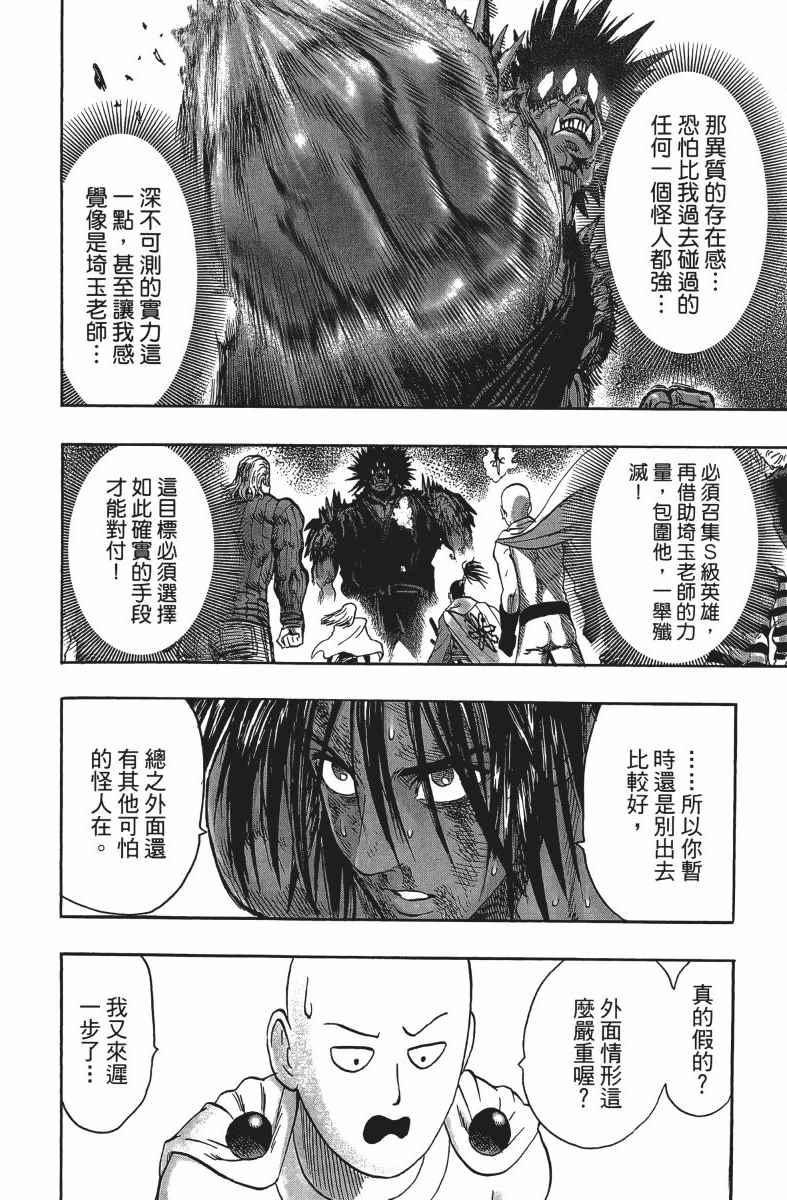 那異質的存在感…
恐怕比我過去碰過的
任何一個怪人都強…
深不可測的實力這
一點，甚至讓我感
覺像是埼玉老師…
必須召集Ｓ級英雄，
再借助埼玉老師的力
量，包圍他，一舉殲
滅！
這目標必須選擇
如此確實的手段
才能對付！
……所以你暫
時還是別出去
比較好，
總之外面還
有其他可怕
的怪人在。
真的假的？
外面情形這
麼嚴重喔？
我又來遲
一步了…